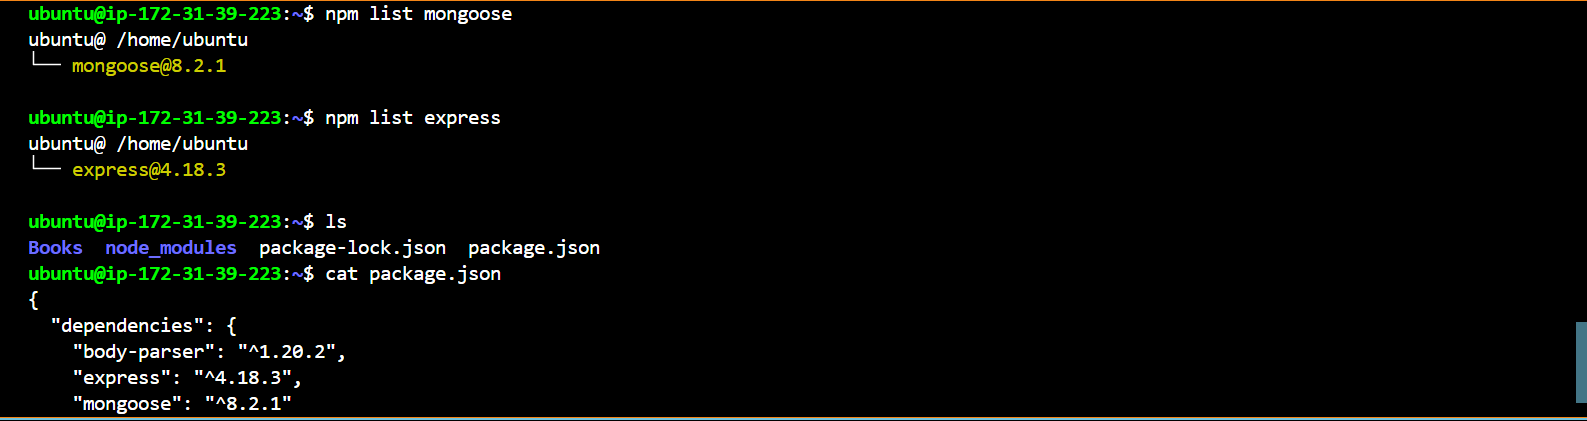 ubuntu@ip-172-31-39-223:~$ npm list mongoose
ubuntu@ /home/ubuntu
└── mongoose@8.2.1
ubuntu@ip-172-31-39-223:~$ npm list express
ubuntu@ /home/ubuntu
└── express@4.18.3
ubuntu@ip-172-31-39-223:~$ ls
Books  node_modules  package-lock.json  package.json
ubuntu@ip-172-31-39-223:~$ cat package.json
{
  "dependencies": {
    "body-parser": "^1.20.2",
    "express": "^4.18.3",
    "mongoose": "^8.2.1"